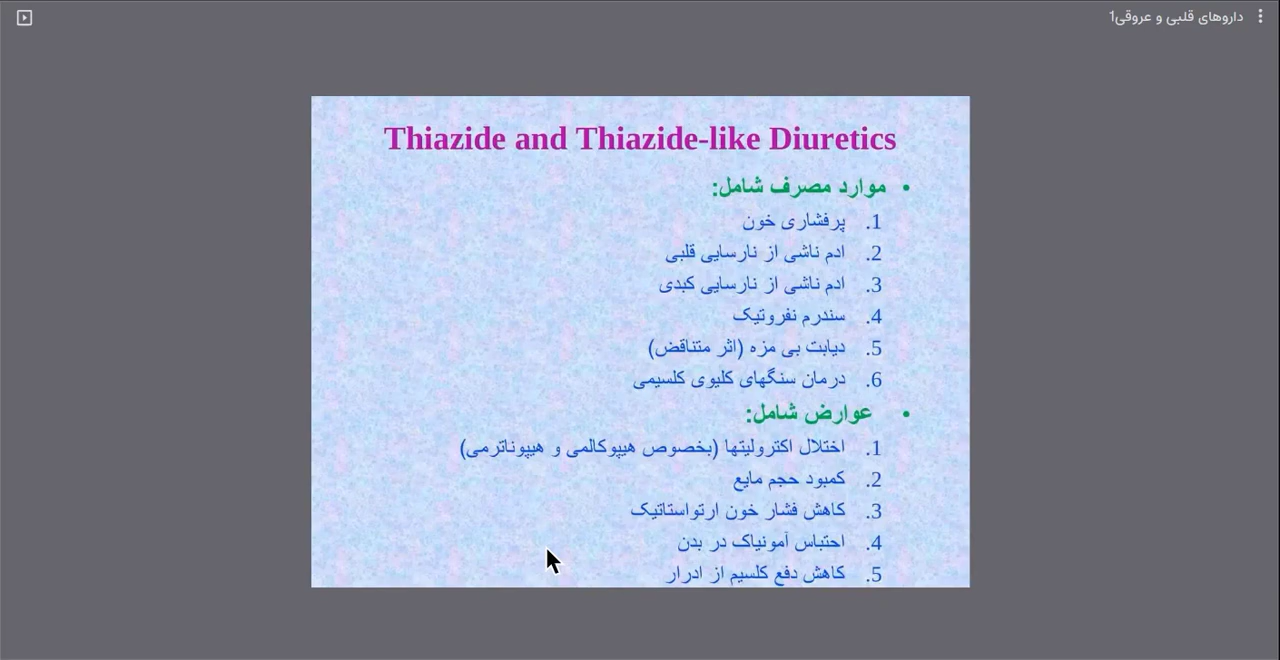 داروهای قلبی و عروقی1
Thiazide and Thiazide-like Diuretics
• موارد مصرف شامل:
1. پرفشاری خون
2. ادم ناشی از نارسایی قلبی
3. ادم ناشی از نارسایی کبدی
4. سندرم نفروتیک
5. دیابت بی مزه (اثر متناقض)
6. درمان سنگهای کلیوی کلسیمی
• عوارض شامل:
1. اختلال اکترولیتها (بخصوص هیپوکالمی و هیپوناترمی)
2. کمبود حجم مایع
3. کاهش فشار خون ارتواستاتیک
4. احتباس آمونیاک در بدن
5. کاهش دفع کلسیم از ادرار